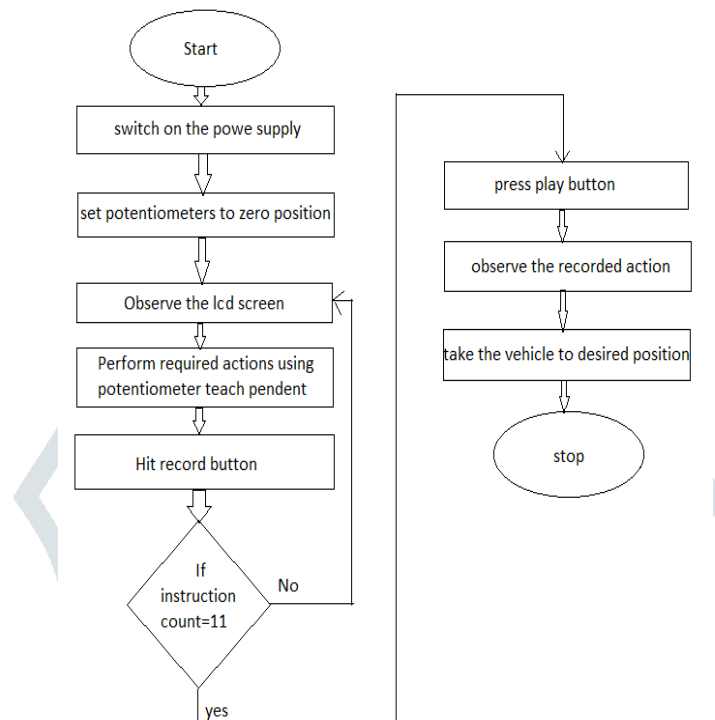 Start
switch on the powe supply
set potentiometers to zero position
Observe the lcd screen
Perform required actions using
potentiometer teach pendent
Hit record button
If
instruction
count=11
No
yes
press play button
observe the recorded action
take the vehicle to desired position
stop